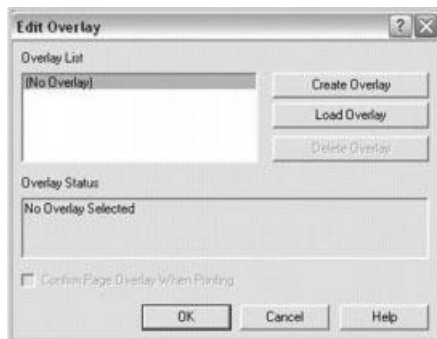 Edit Overlay
Overlay List
(No Overlay)
Create Overlay
Load Overlay
Delete Overlay
Overlay Status
No Overlay Selected
Confirm Page Overlay When Printing
OK Cancel Help